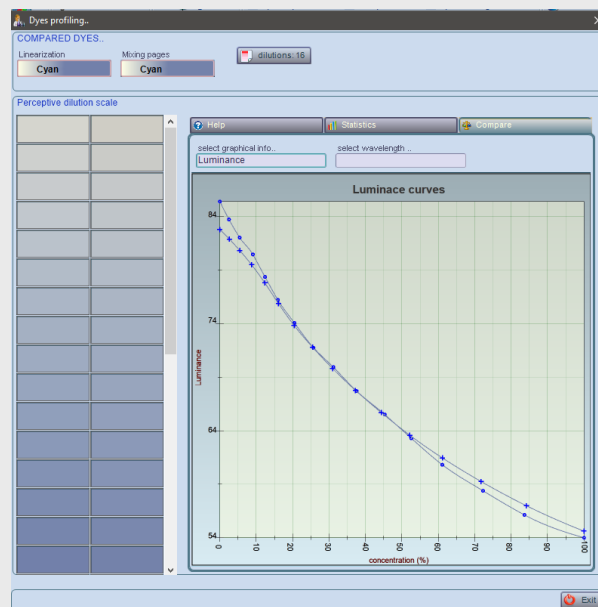 Dyes profiling..
COMPARED DYES..
Linearization
Mixing pages
Cyan
Cyan
dilutions: 16
Perceptive dilution scale
Help
Statistics
Compare
select graphical info..
select wavelength ..
Luminance
Luminace curves
84
74
64
54
Luminance
0 10 20 30 40 50 60 70 80 90 100
concentration (%)
Exit